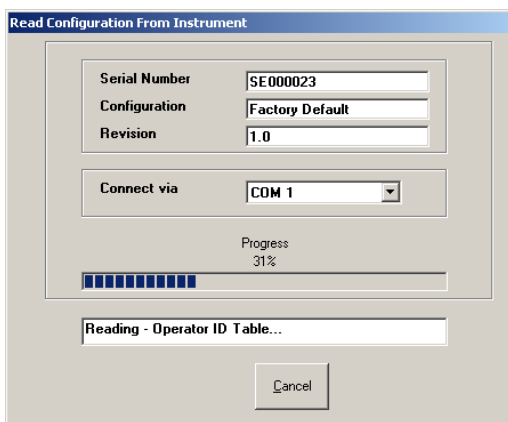 Read Configuration From Instrument
Serial Number SE000023
Configuration Factory Default
Revision 1.0
Connect via COM 1
Progress
31%
Reading - Operator ID Table...
Cancel